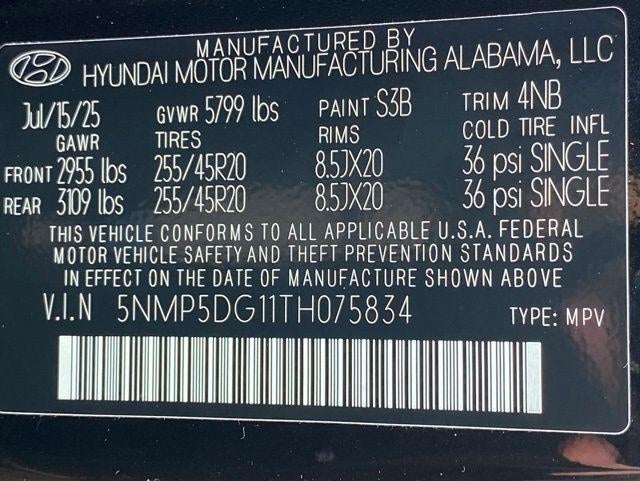 MANUFACTURED BY
HYUNDAI MOTOR MANUFACTURING ALABAMA, LLC
Jul/15/25 GVWR 5799 lbs PAINT S3B TRIM 4NB
GAWR TIRES RIMS COLD TIRE INFL
FRONT 2955 lbs 255/45R20 8.5JX20 36 psi SINGLE
REAR 3109 lbs 255/45R20 8.5JX20 36 psi SINGLE
THIS VEHICLE CONFORMS TO ALL APPLICABLE U.S.A. FEDERAL
MOTOR VEHICLE SAFETY AND THEFT PREVENTION STANDARDS
IN EFFECT ON THE DATE OF MANUFACTURE SHOWN ABOVE
V.I.N 5NMP5DG11TH075834 TYPE: MPV